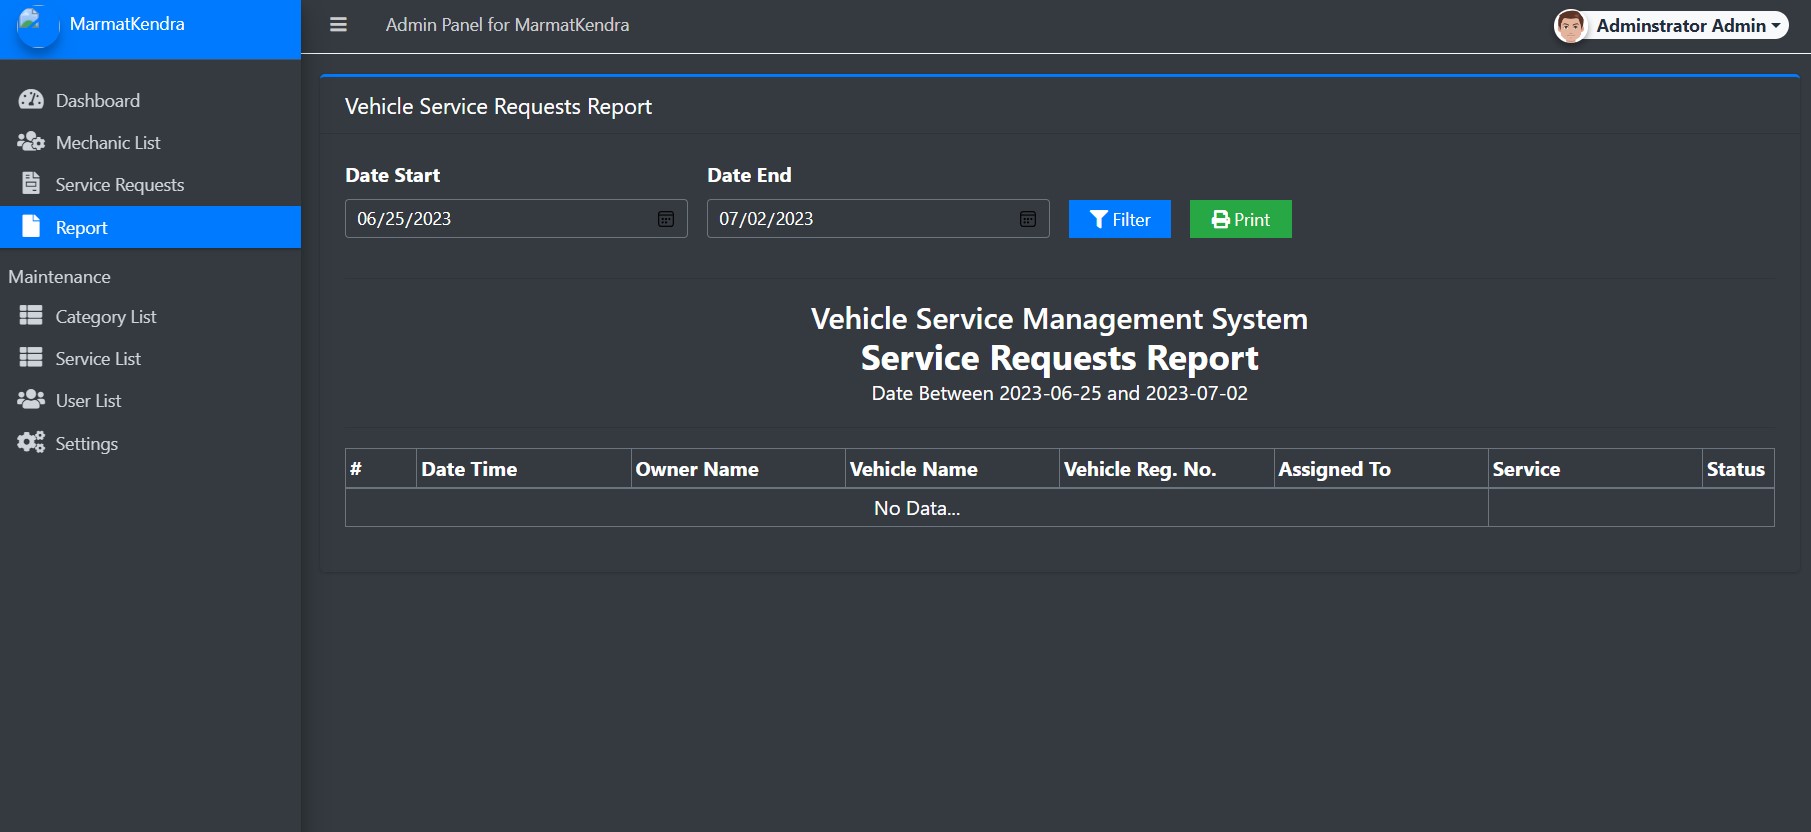 MarmatKendra
Admin Panel for MarmatKendra
Adminstrator Admin
Dashboard
Mechanic List
Service Requests
Report
Maintenance
Category List
Service List
User List
Settings
Vehicle Service Requests Report
Date Start
Date End
06/25/2023
07/02/2023
Filter
Print
Vehicle Service Management System
Service Requests Report
Date Between 2023-06-25 and 2023-07-02
# Date Time Owner Name Vehicle Name Vehicle Reg. No. Assigned To Service Status
No Data...